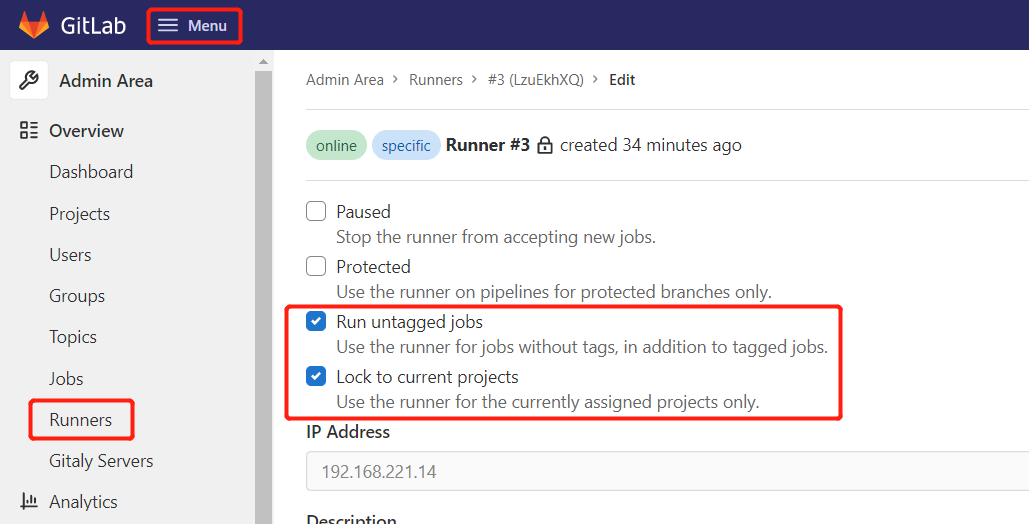 GitLab
Menu
Admin Area
Overview
Dashboard
Projects
Users
Groups
Topics
Jobs
Runners
Gitaly Servers
Analytics
Admin Area > Runners > #3 (LzuEkhXQ) > Edit
online specific Runner #3 created 34 minutes ago
Paused
Stop the runner from accepting new jobs.
Protected
Use the runner on pipelines for protected branches only.
Run untagged jobs
Use the runner for jobs without tags, in addition to tagged jobs.
Lock to current projects
Use the runner for the currently assigned projects only.
IP Address
192.168.221.14
Description